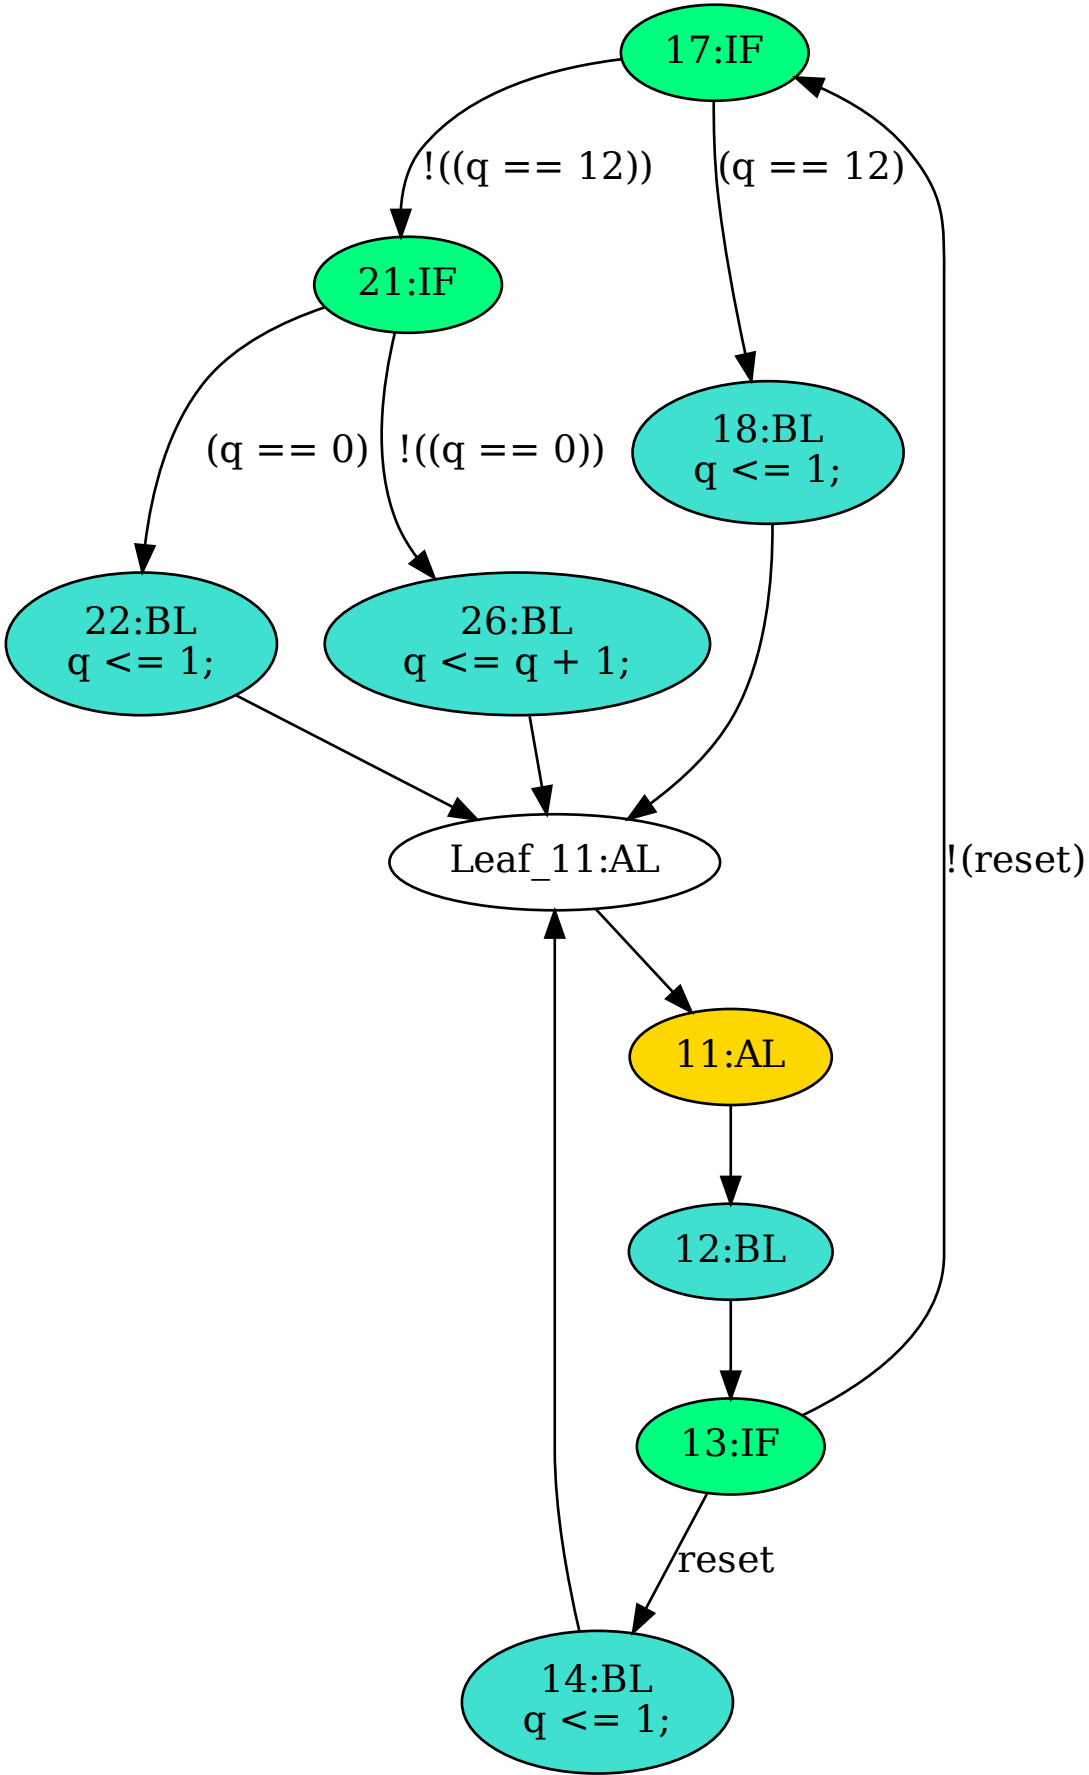 17:IF
!((q == 12))
(q == 12)
21:IF
18:BL
q <= 1;
(q == 0)
!((q == 0))
22:BL
q <= 1;
26:BL
q <= q + 1;
Leaf_11:AL
!(reset)
11:AL
12:BL
13:IF
reset
14:BL
q <= 1;